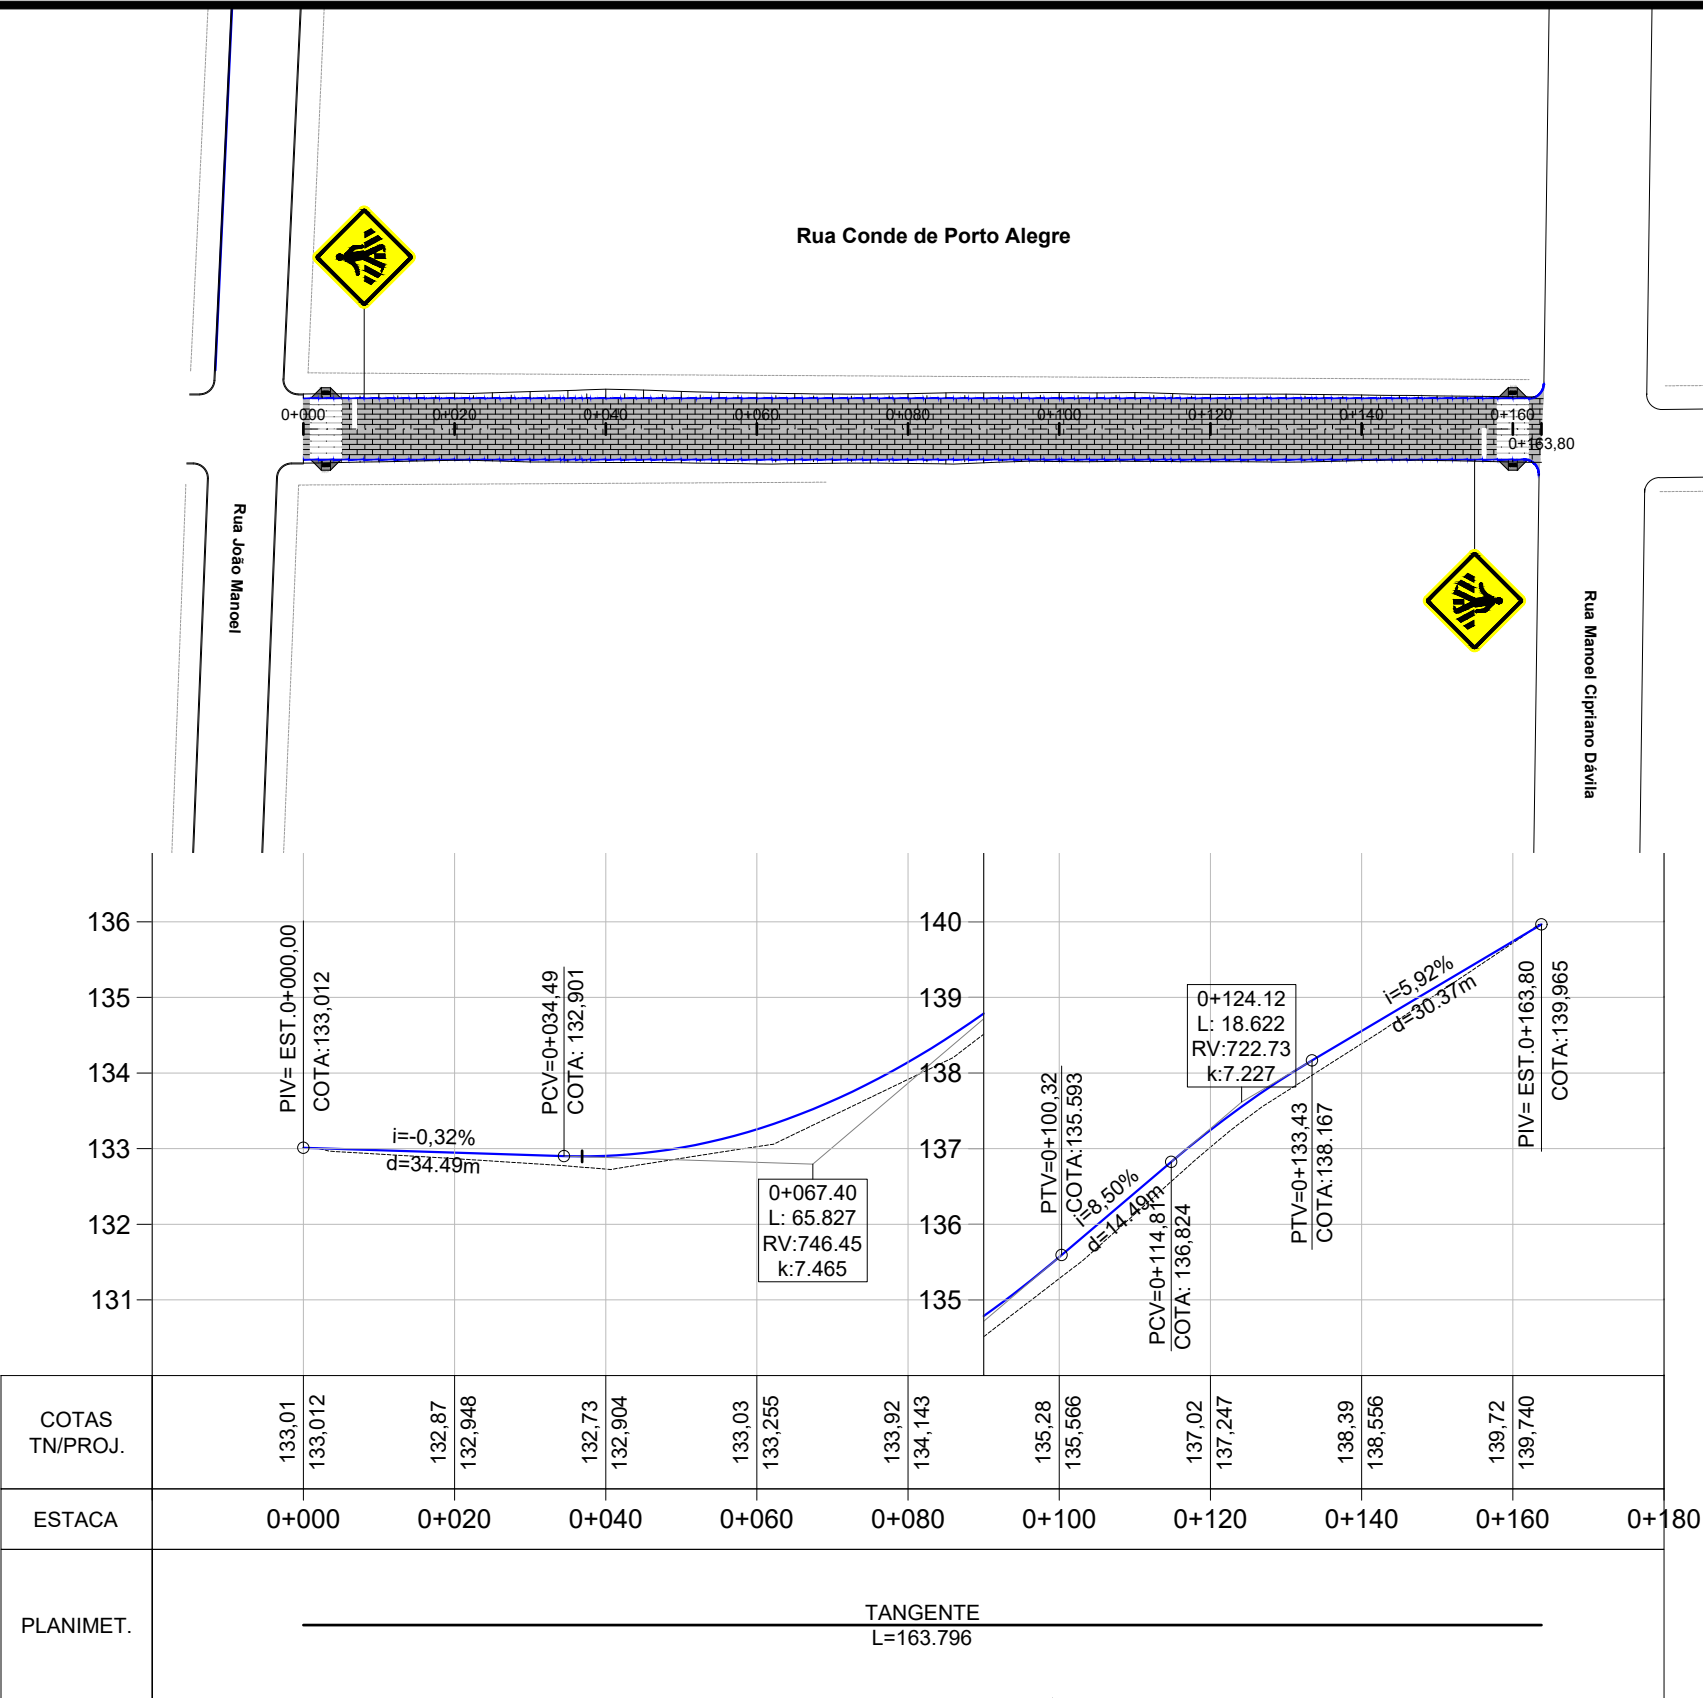 Rua Conde de Porto Alegre
0+000
0+020
0+040
0+060
0+080
0+100
0+120
0+140
0+160
0+163,80
Rua João Manoel
Rua Manoel Cipriano Dávila
136
135
134
133
132
131
PIV= EST.0+000,00
COTA:133,012
i=-0,32%
d=34.49m
PCV=0+034,49
COTA: 132,901
0+067.40
L: 65.827
RV:746.45
k:7.465
140
139
138
137
136
135
PTV=0+100,32
COTA:135.593
i=8,50%
d=14.49m
PCV=0+114,81
COTA: 136,824
0+124.12
L: 18.622
RV:722.73
k:7.227
PTV=0+133,43
COTA:138.167
i=5,92%
d=30.37m
PIV= EST.0+163,80
COTA:139,965
COTAS
TN/PROJ.
133,01
133,012
132,87
132,948
132,73
132,904
133,03
133,255
133,92
134,143
135,28
135,566
137,02
137,247
138,39
138,556
139,72
139,740
ESTACA
0+000
0+020
0+040
0+060
0+080
0+100
0+120
0+140
0+160
0+180
PLANIMET.
TANGENTE
L=163.796